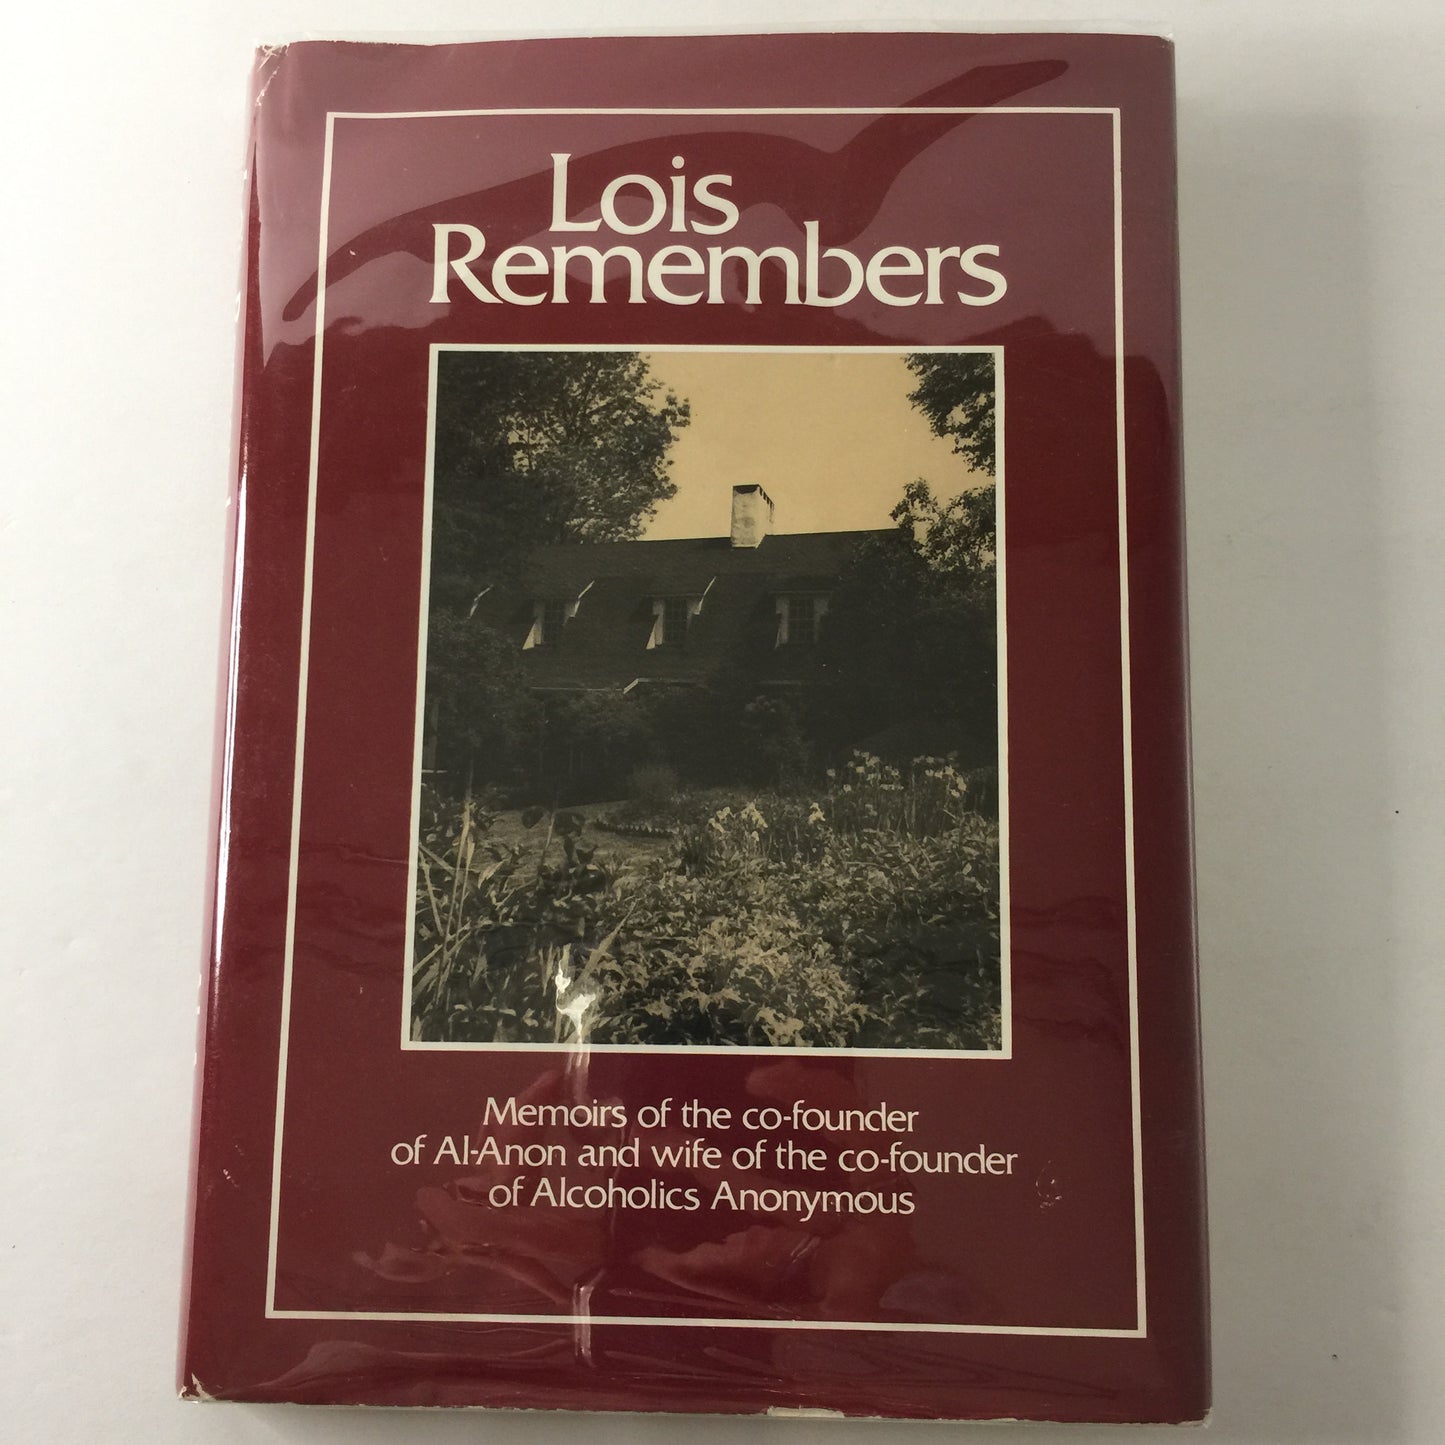 Lois
Remembers
Memoirs of the co-founder
of Al-Anon and wife of the co-founder
of Alcoholics Anonymous